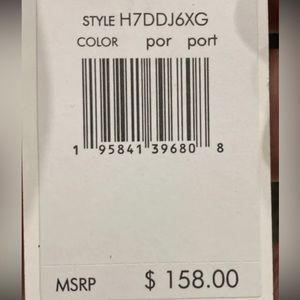 STYLE H7DDJ6XG
COLOR por port
1 95841 39680 8
MSRP $ 158.00